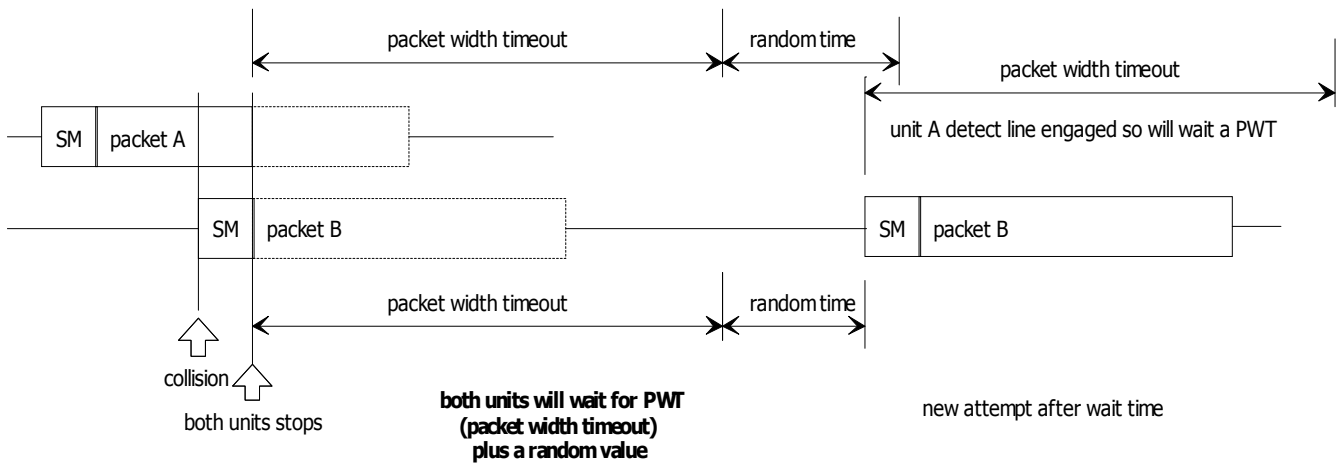 packet width timeout
random time
packet width timeout
SM
packet A
unit A detect line engaged so will wait a PWT
SM
packet B
SM
packet B
packet width timeout
random time
collision
both units stops
both units will wait for PWT
(packet width timeout)
plus a random value
new attempt after wait time